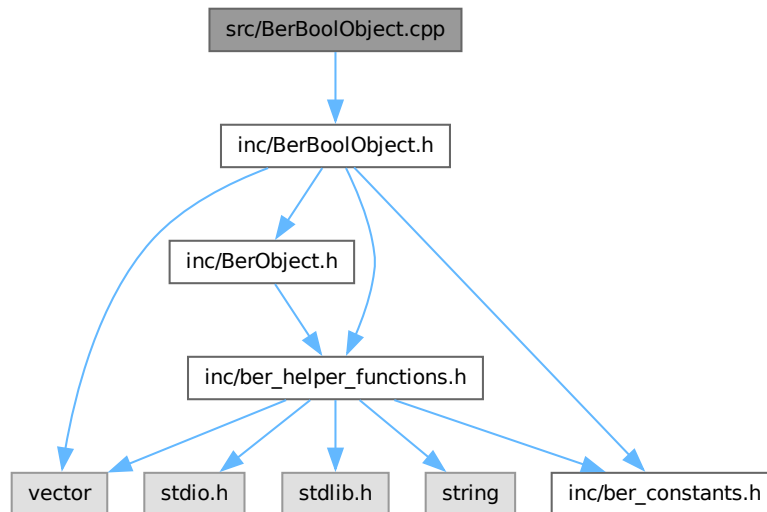 src/BerBoolObject.cpp
inc/BerBoolObject.h
inc/BerObject.h
inc/ber_helper_functions.h
vector
stdio.h
stdlib.h
string
inc/ber_constants.h